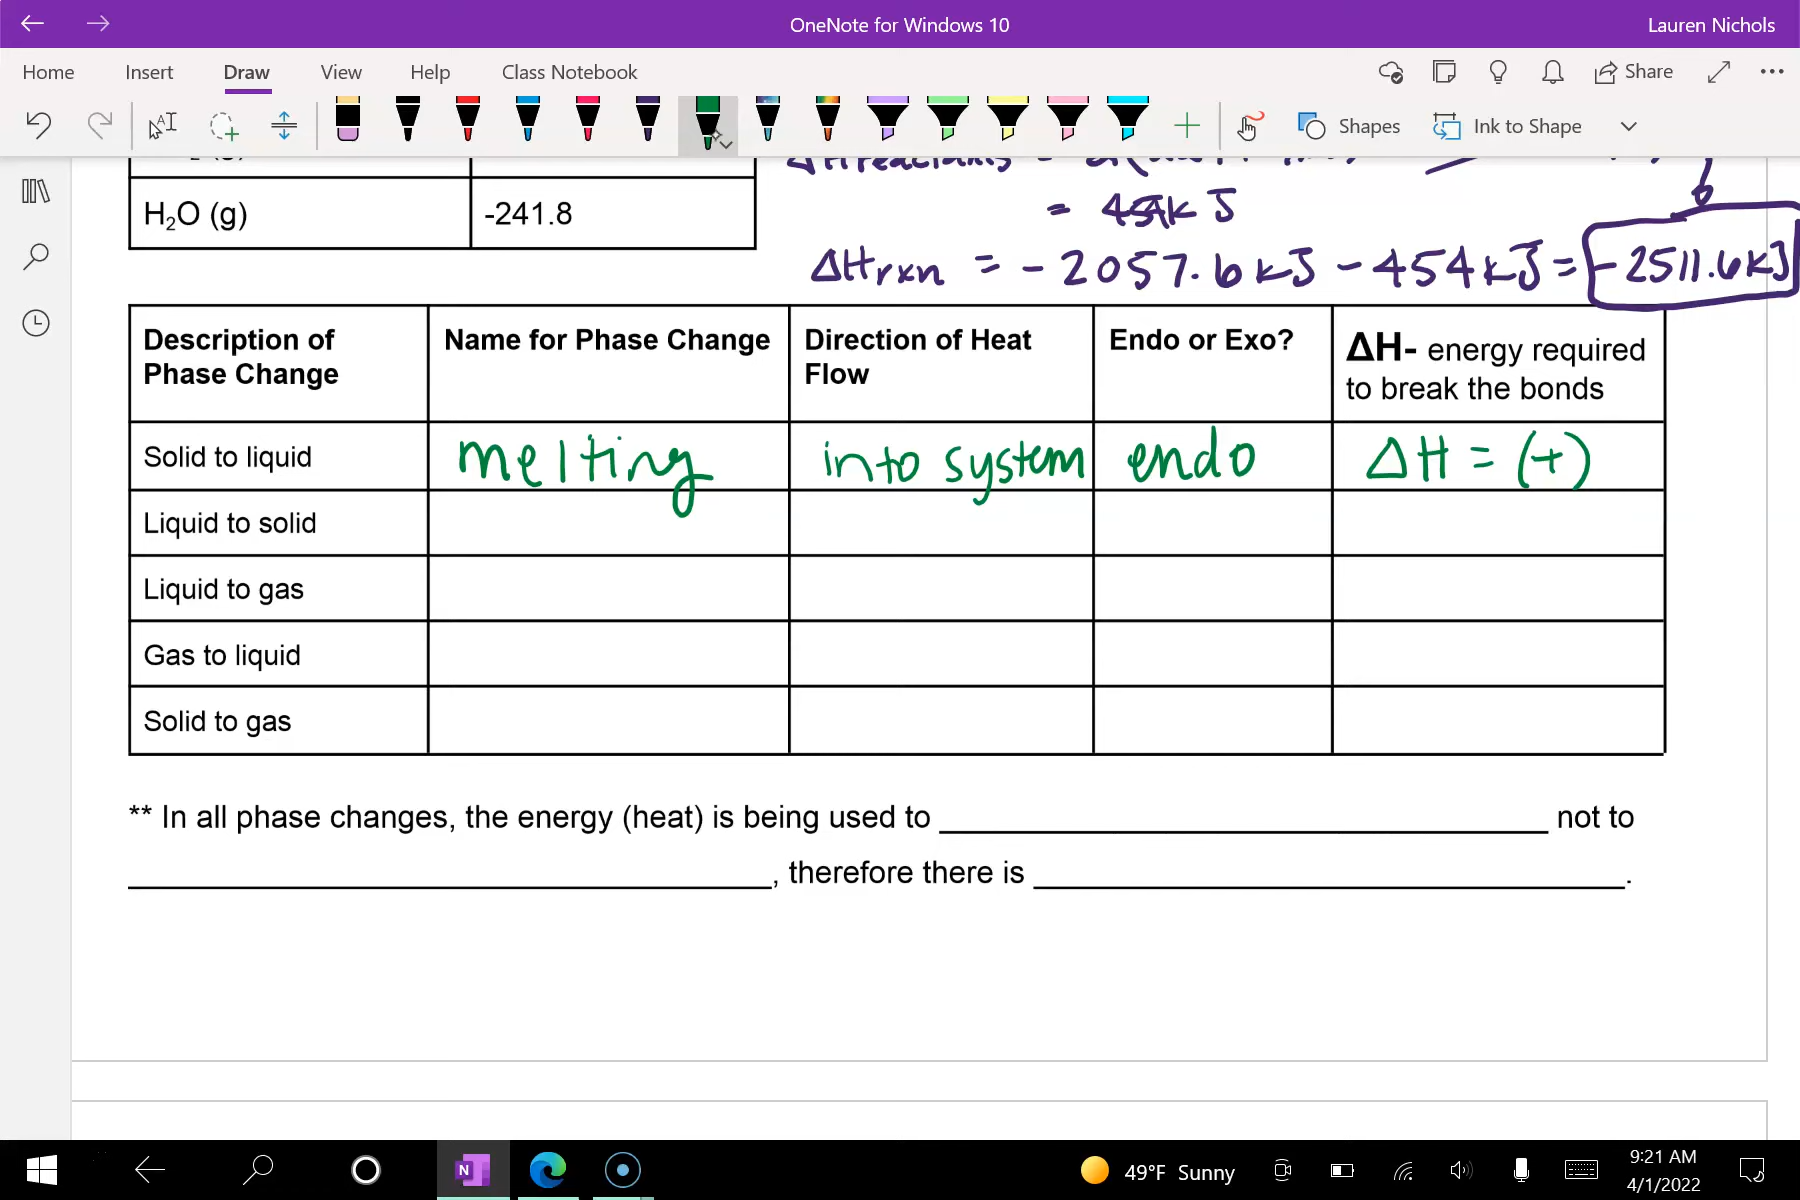 OneNote for Windows 10
Lauren Nichols
Home Insert Draw View Help Class Notebook Share
Shapes Ink to Shape
H₂O (g) -241.8
= 454kJ
ΔHrxn = -2057.6kJ - 454kJ = -2511.6kJ
Description of Phase Change
Name for Phase Change
Direction of Heat Flow
Endo or Exo?
ΔH- energy required to break the bonds
Solid to liquid melting into system endo ΔH = (+)
Liquid to solid
Liquid to gas
Gas to liquid
Solid to gas
** In all phase changes, the energy (heat) is being used to ______ not to
______, therefore there is ______.
N
49°F Sunny
9:21 AM
4/1/2022